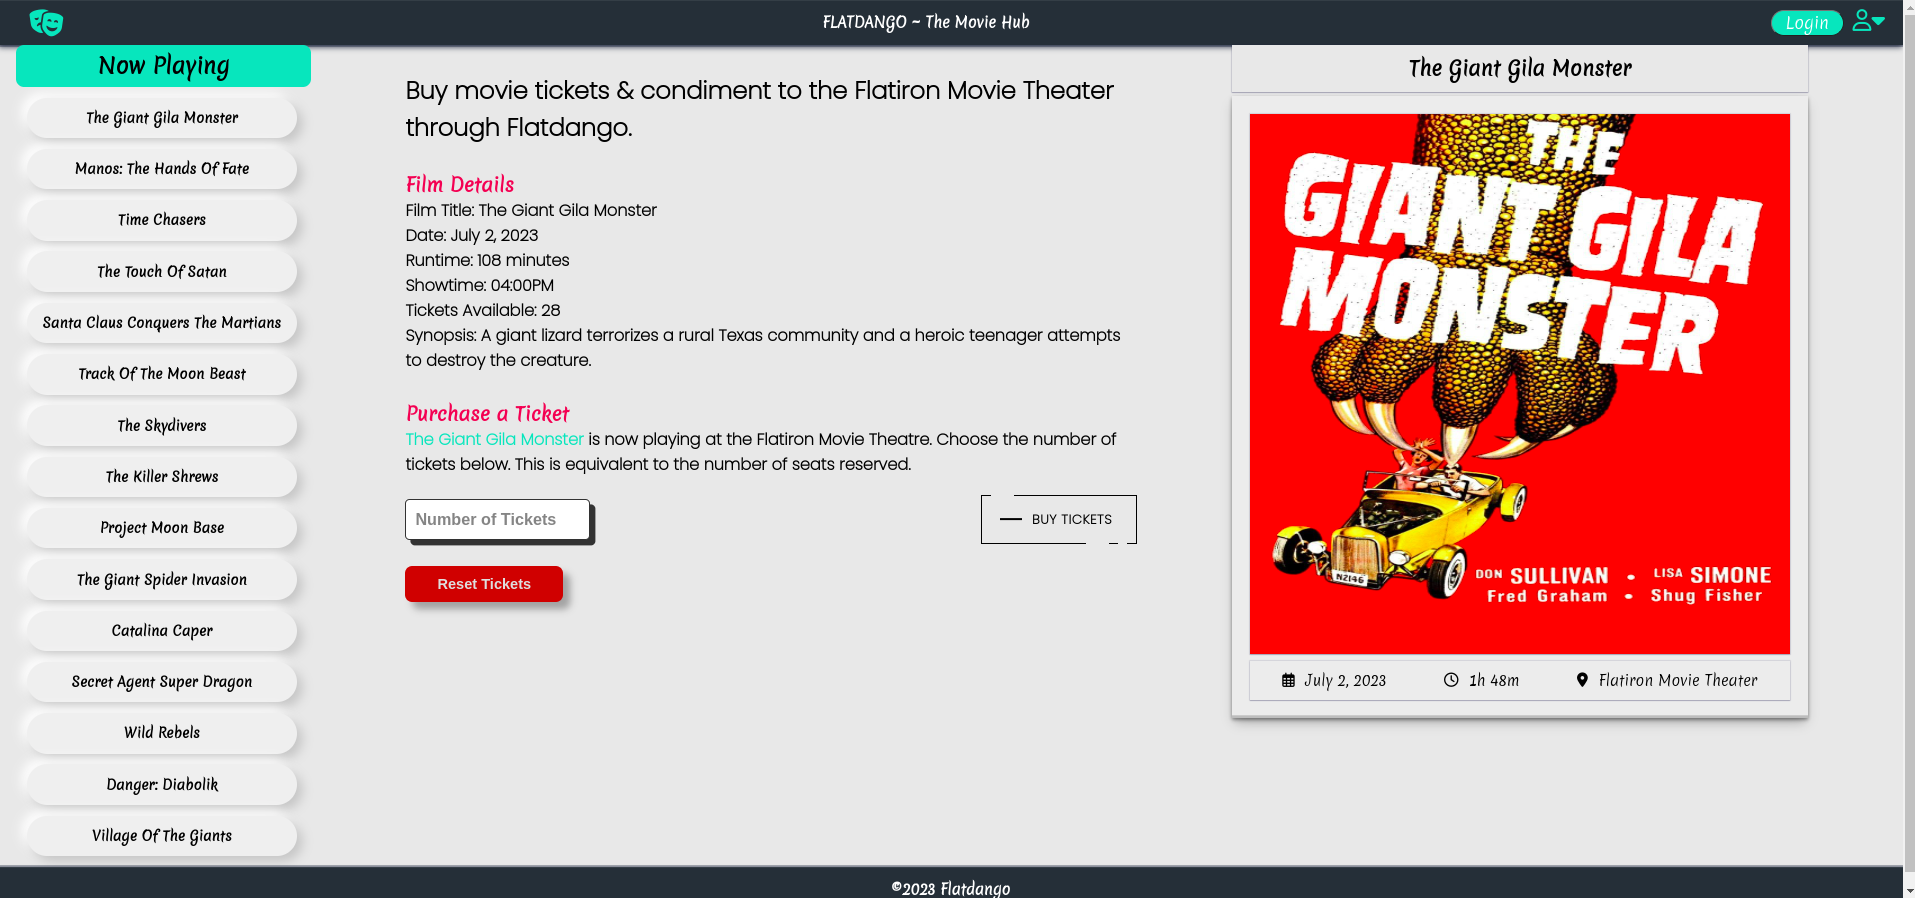 FLATDANGO ~ The Movie Hub
Login
Now Playing
The Giant Gila Monster
Manos: The Hands Of Fate
Time Chasers
The Touch Of Satan
Santa Claus Conquers The Martians
Track Of The Moon Beast
The Skydivers
The Killer Shrews
Project Moon Base
The Giant Spider Invasion
Catalina Caper
Secret Agent Super Dragon
Wild Rebels
Danger: Diabolik
Village Of The Giants
Buy movie tickets & condiment to the Flatiron Movie Theater
through Flatdango.
Film Details
Film Title: The Giant Gila Monster
Date: July 2, 2023
Runtime: 108 minutes
Showtime: 04:00PM
Tickets Available: 28
Synopsis: A giant lizard terrorizes a rural Texas community and a heroic teenager attempts
to destroy the creature.
Purchase a Ticket
The Giant Gila Monster is now playing at the Flatiron Movie Theatre. Choose the number of
tickets below. This is equivalent to the number of seats reserved.
Number of Tickets
BUY TICKETS
Reset Tickets
The Giant Gila Monster
THE
GIANT GILA
MONSTER
N2146
DON SULLIVAN • LISA SIMONE
Fred Graham • Shug Fisher
July 2, 2023
1h 48m
Flatiron Movie Theater
©2023 Flatdango